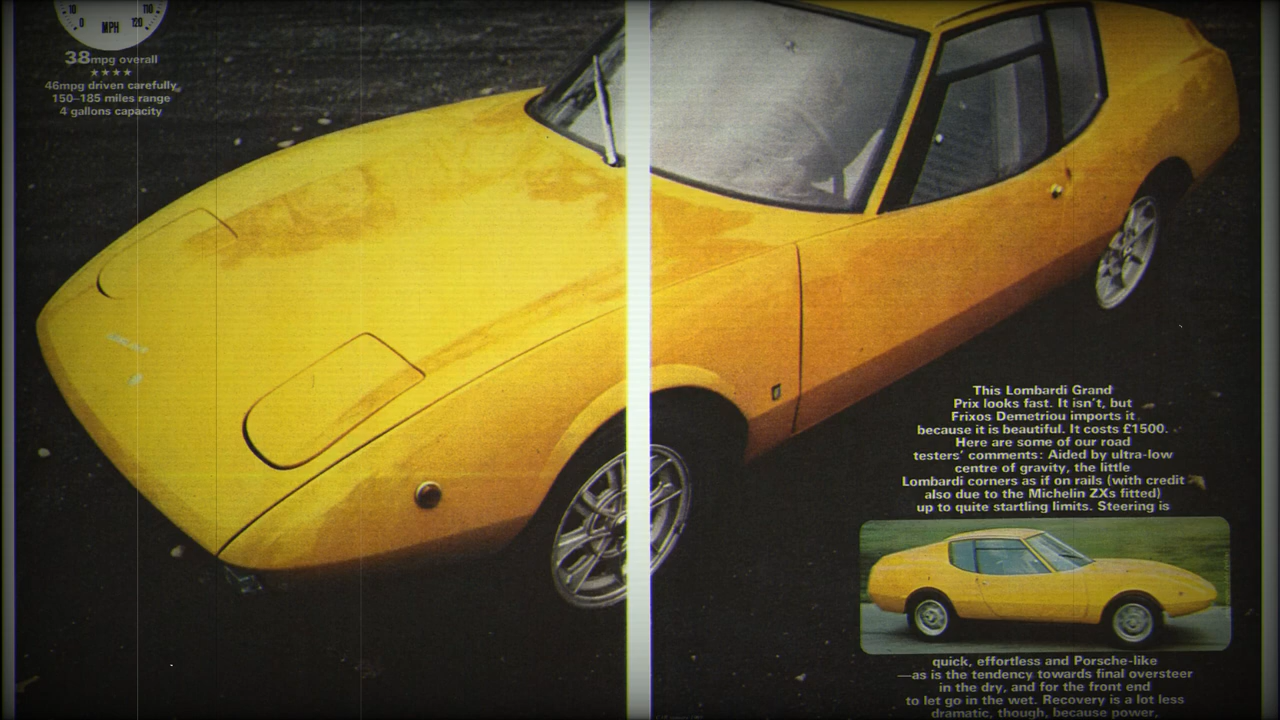 10
110
0
120
MPH
38mpg overall
★★★★
46mpg driven carefully
150–185 miles range
4 gallons capacity
This Lombardi Grand
Prix looks fast. It isn't, but
Frixos Demetriou imports it
because it is beautiful. It costs £1500.
Here are some of our road
testers' comments: Aided by ultra-low
centre of gravity, the little
Lombardi corners as if on rails (with credit
also due to the Michelin ZXs fitted)
up to quite startling limits. Steering is
quick, effortless and Porsche-like
—as is the tendency towards final oversteer
in the dry, and for the front end
to let go in the wet. Recovery is a lot less
dramatic, though, because power,